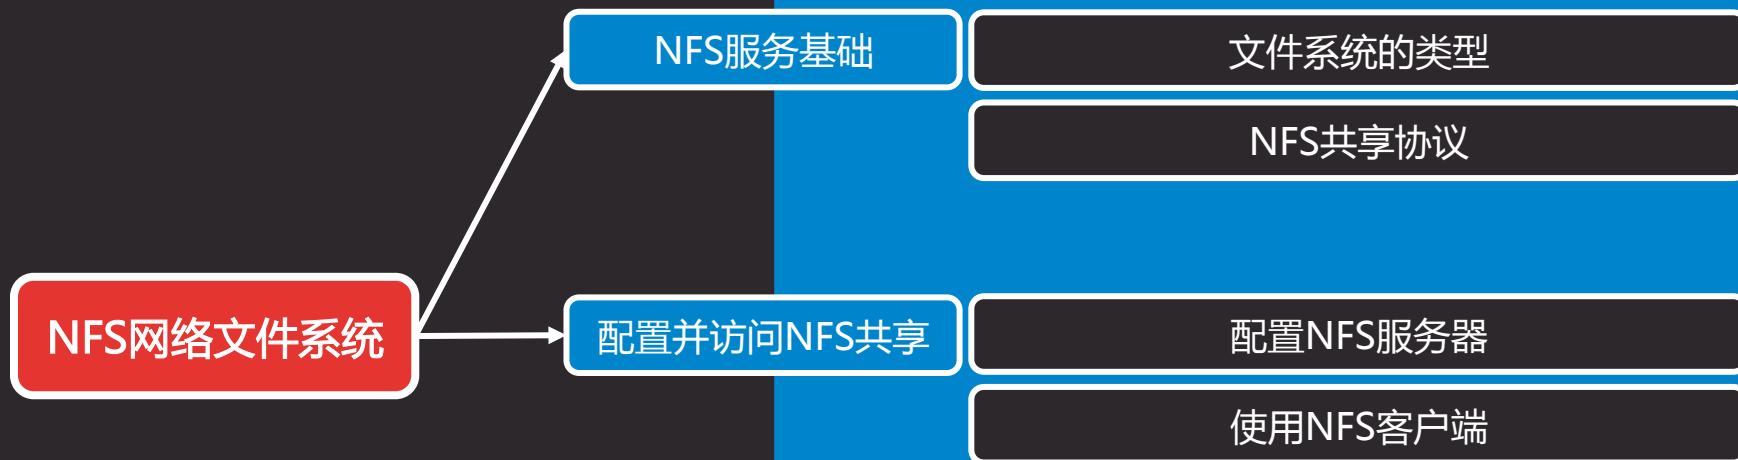 NFS服务基础
文件系统的类型
NFS共享协议
NFS网络文件系统
配置并访问NFS共享
配置NFS服务器
使用NFS客户端